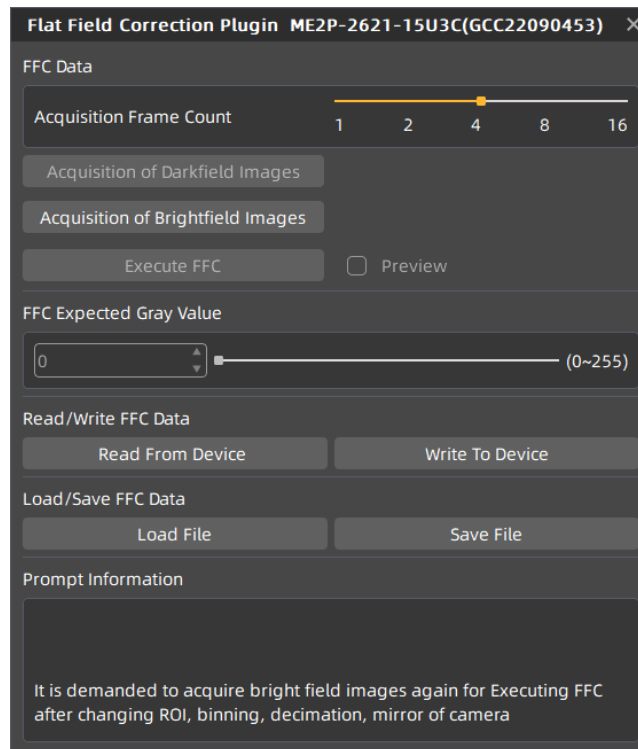 Flat Field Correction Plugin ME2P-2621-15U3C(GCC22090453) ×
FFC Data
Acquisition Frame Count
1 2 4 8 16
Acquisition of Darkfield Images
Acquisition of Brightfield Images
Execute FFC Preview
FFC Expected Gray Value
0 (0~255)
Read/Write FFC Data
Read From Device Write To Device
Load/Save FFC Data
Load File Save File
Prompt Information
It is demanded to acquire bright field images again for Executing FFC
after changing ROI, binning, decimation, mirror of camera